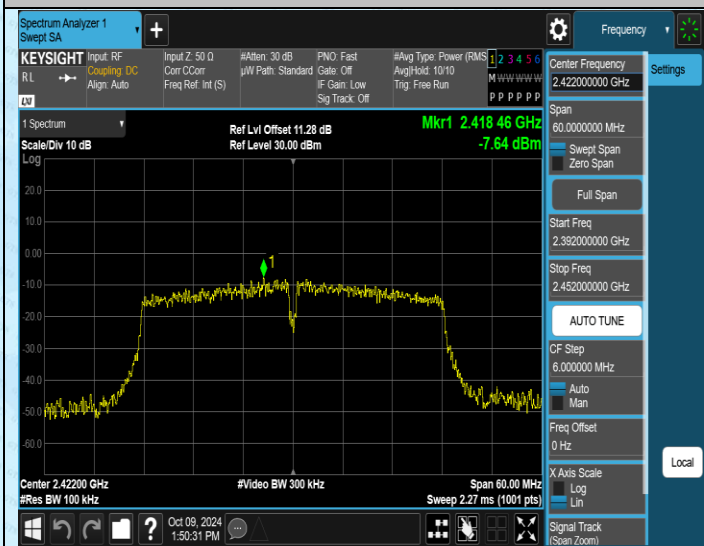 Spectrum Analyzer 1
Swept SA
Frequency
KEYSIGHT
RL
LXI
Input: RF
Coupling: DC
Align: Auto
Input Z: 50 Ω
Corr CCorr
Freq Ref: Int (S)
#Atten: 30 dB
µW Path: Standard
PNO: Fast
Gate: Off
IF Gain: Low
Sig Track: Off
#Avg Type: Power (RMS
Avg|Hold: 10/10
Trig: Free Run
1 2 3 4 5 6
M W W W W W
P P P P P P
1 Spectrum
Scale/Div 10 dB
Ref Lvl Offset 11.28 dB
Ref Level 30.00 dBm
Mkr1 2.418 46 GHz
-7.64 dBm
Log
20.0
10.0
0.00
-10.0
-20.0
-30.0
-40.0
-50.0
-60.0
1
Center 2.42200 GHz
#Res BW 100 kHz
#Video BW 300 kHz
Span 60.00 MHz
Sweep 2.27 ms (1001 pts)
Oct 09, 2024
1:50:31 PM
?
Center Frequency
2.422000000 GHz
Settings
Span
60.0000000 MHz
Swept Span
Zero Span
Full Span
Start Freq
2.392000000 GHz
Stop Freq
2.452000000 GHz
AUTO TUNE
CF Step
6.000000 MHz
Auto
Man
Freq Offset
0 Hz
X Axis Scale
Log
Lin
Local
Signal Track
(Span Zoom)